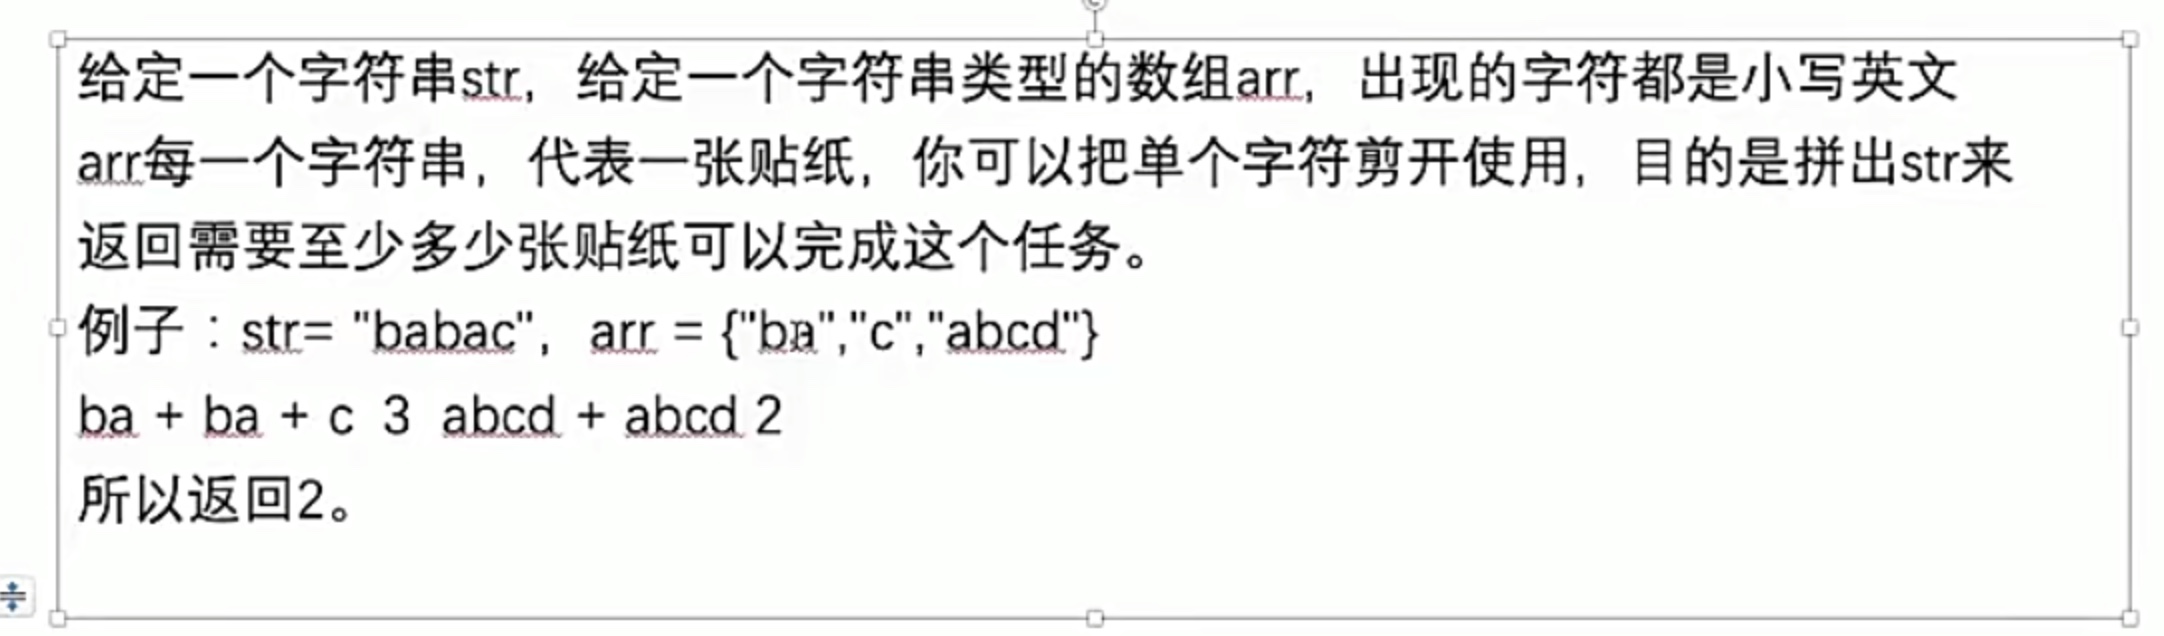 给定一个字符串str，给定一个字符串类型的数组arr，出现的字符都是小写英文
arr每一个字符串，代表一张贴纸，你可以把单个字符剪开使用，目的是拼出str来
返回需要至少多少张贴纸可以完成这个任务。
例子：str= "babac"，arr = {"ba","c","abcd"}
ba + ba + c 3 abcd + abcd 2
所以返回2。